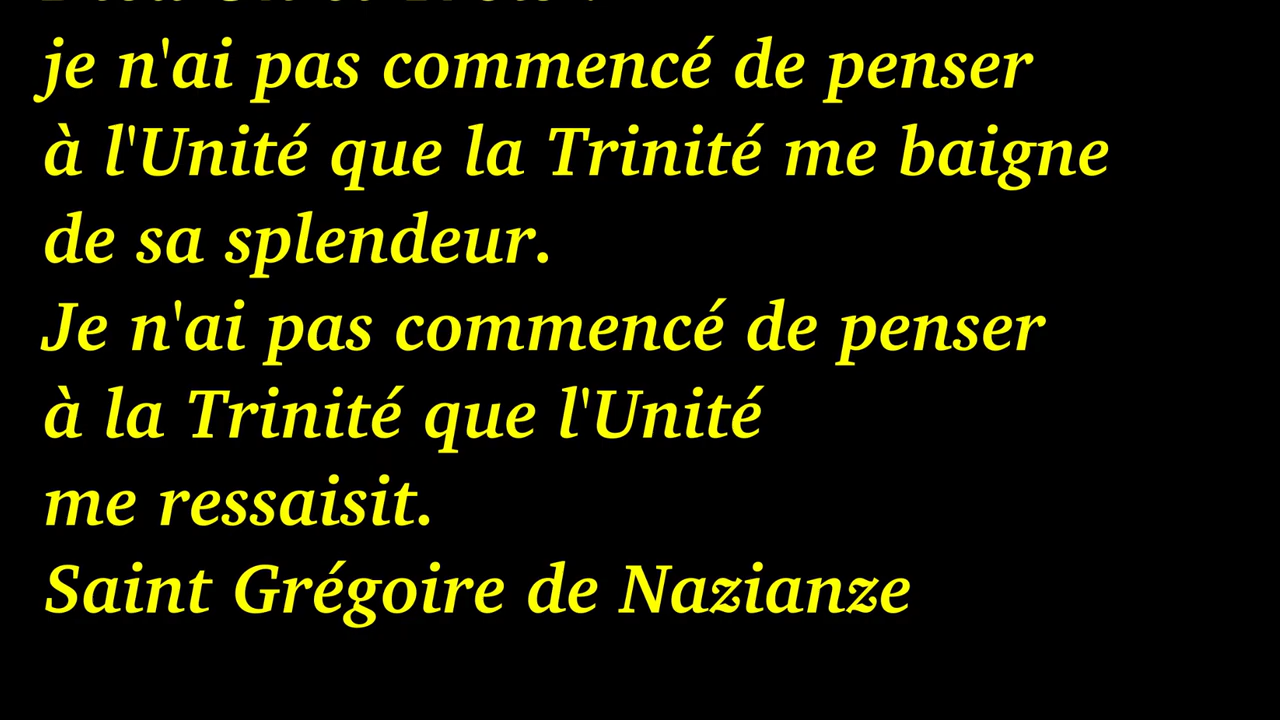 je n'ai pas commencé de penser
à l'Unité que la Trinité me baigne
de sa splendeur.
Je n'ai pas commencé de penser
à la Trinité que l'Unité
me ressaisit.
Saint Grégoire de Nazianze